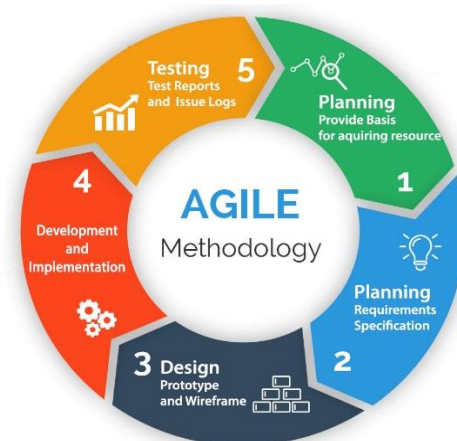 AGILE
Methodology
Planning
Provide Basis
for aquiring resource
1
Planning
Requirements
Specification
2
3
Design
Prototype
and Wireframe
4
Development
and
Implementation
Testing
Test Reports
and Issue Logs
5